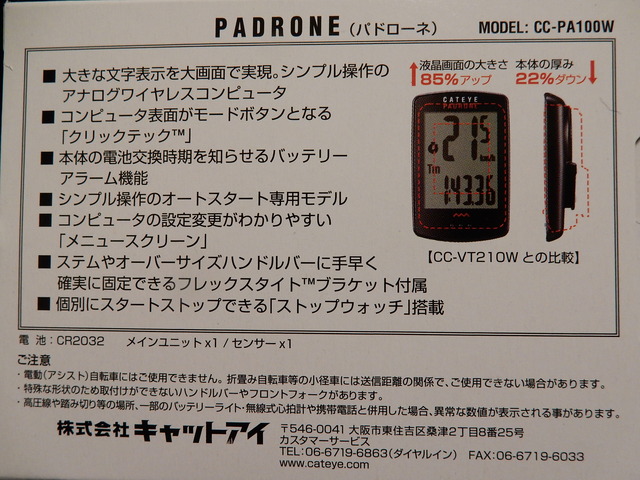 PADRONE (パドローネ) MODEL: CC-PA100W
■ 大きな文字表示を大画面で実現。シンプル操作の
アナログワイヤレスコンピュータ
■ コンピュータ表面がモードボタンとなる
「クリックテック™」
■ 本体の電池交換時期を知らせるバッテリー
アラーム機能
■ シンプル操作のオートスタート専用モデル
■ コンピュータの設定変更がわかりやすい
「メニュースクリーン」
■ ステムやオーバーサイズハンドルバーに手早く
確実に固定できるフレックスタイト™ブラケット付属
■ 個別にスタートストップできる「ストップウォッチ」搭載
液晶画面の大きさ
85%アップ
本体の厚み
22%ダウン
CATEYE
PADRONE
21.5
km/h
Tm
1:43:36
【CC-VT210W との比較】
電 池：CR2032 メインユニットx1 / センサーx1
ご注意
・電動(アシスト)自転車にはご使用できません。折畳み自転車等の小径車には送信距離の関係で、ご使用できない場合があります。
・特殊な形状のため取付けができないハンドルバーやフロントフォークがあります。
・高圧線や踏み切り等の場所、一部のバッテリーライト・無線式心拍計や携帯電話と併用した場合、異常な数値が表示される事があります。
株式会社 キャットアイ
〒546-0041 大阪市東住吉区桑津2丁目8番25号
カスタマーサービス
TEL:06-6719-6863(ダイヤルイン) FAX:06-6719-6033
www.cateye.com